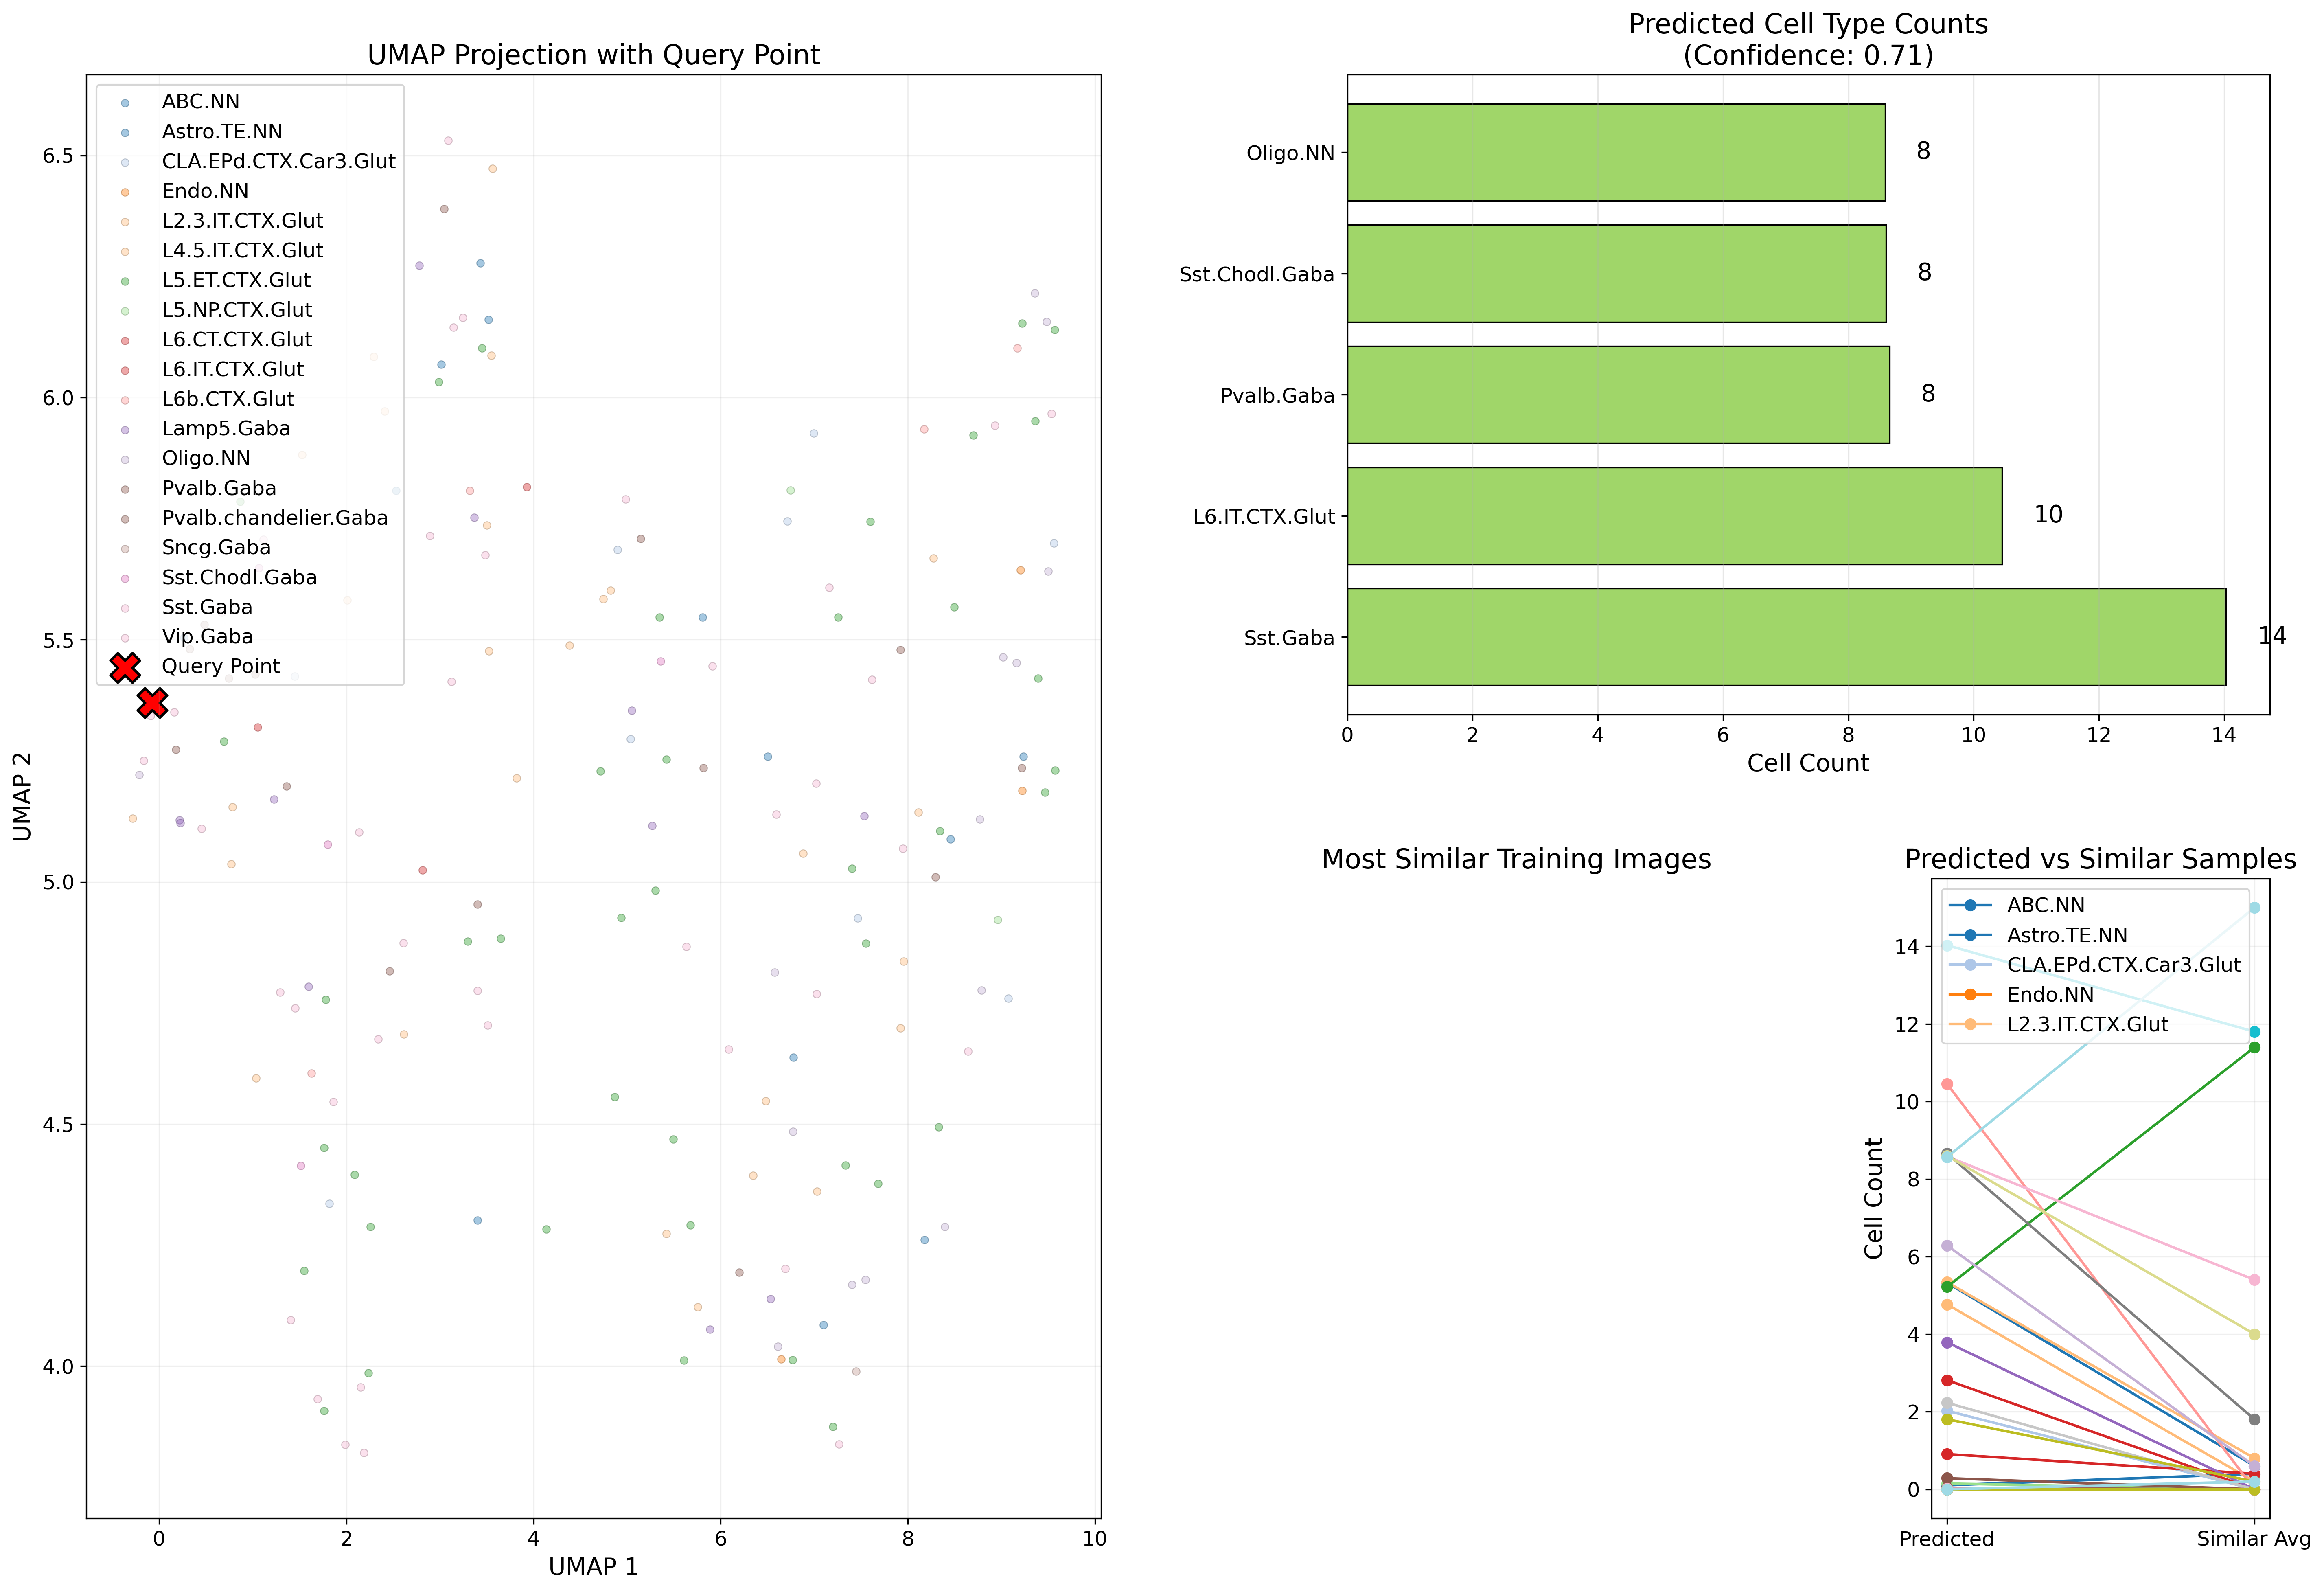 UMAP Projection with Query Point
ABC.NN
Astro.TE.NN
CLA.EPd.CTX.Car3.Glut
Endo.NN
L2.3.IT.CTX.Glut
L4.5.IT.CTX.Glut
L5.ET.CTX.Glut
L5.NP.CTX.Glut
L6.CT.CTX.Glut
L6.IT.CTX.Glut
L6b.CTX.Glut
Lamp5.Gaba
Oligo.NN
Pvalb.Gaba
Pvalb.chandelier.Gaba
Sncg.Gaba
Sst.Chodl.Gaba
Sst.Gaba
Vip.Gaba
Query Point
6.5
6.0
5.5
5.0
4.5
4.0
UMAP 2
0 2 4 6 8 10
UMAP 1
Predicted Cell Type Counts
(Confidence: 0.71)
Oligo.NN 8
Sst.Chodl.Gaba 8
Pvalb.Gaba 8
L6.IT.CTX.Glut 10
Sst.Gaba 14
0 2 4 6 8 10 12 14
Cell Count
Most Similar Training Images
Predicted vs Similar Samples
ABC.NN
Astro.TE.NN
CLA.EPd.CTX.Car3.Glut
Endo.NN
L2.3.IT.CTX.Glut
14
12
10
8
6
4
2
0
Cell Count
Predicted Similar Avg